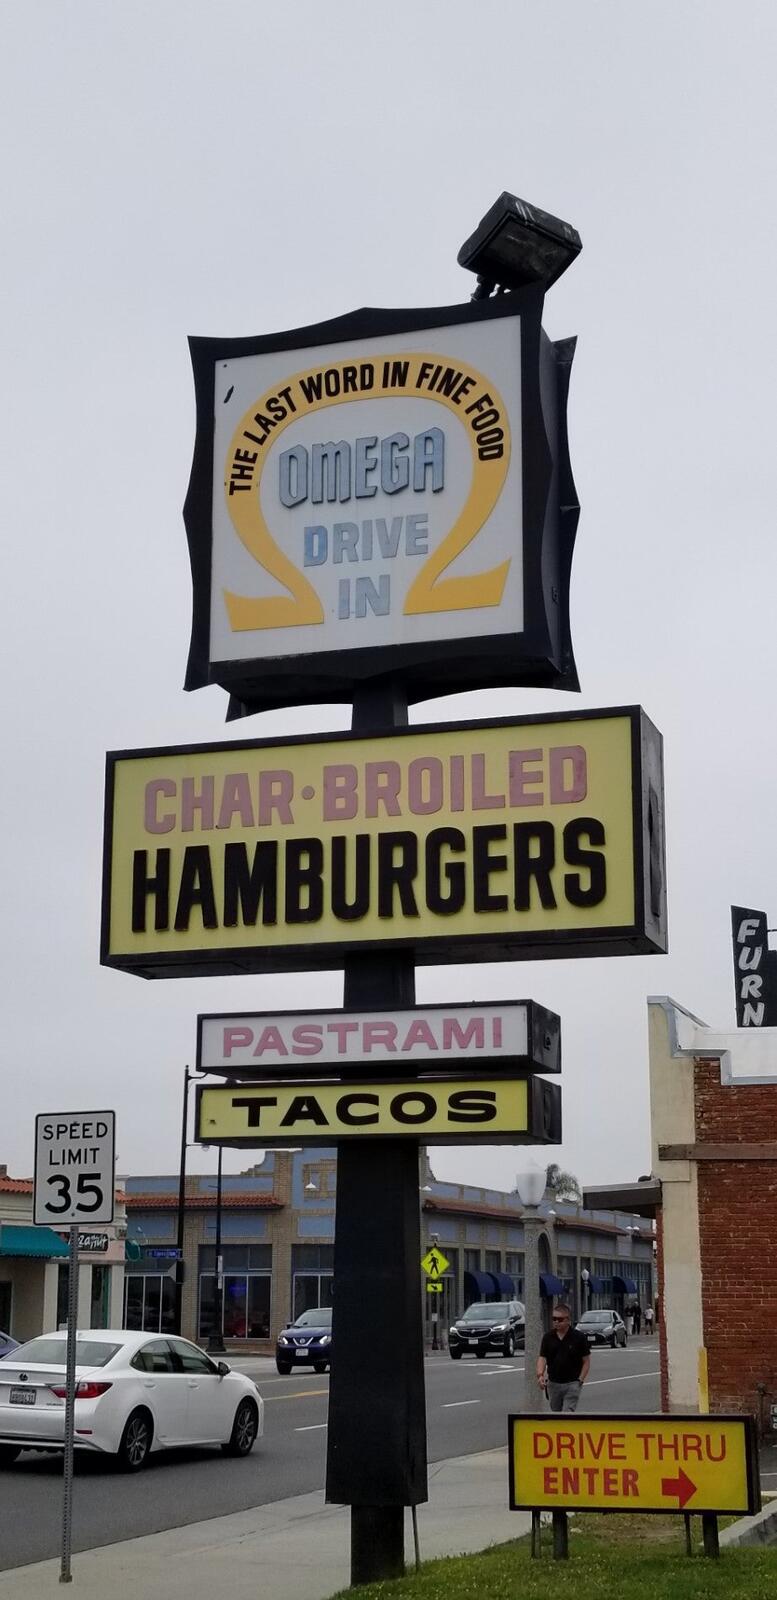 THE LAST WORD IN FINE FOOD
OMEGA
DRIVE
IN
CHAR·BROILED
HAMBURGERS
PASTRAMI
TACOS
FURN
SPEED
LIMIT
35
DRIVE THRU
ENTER